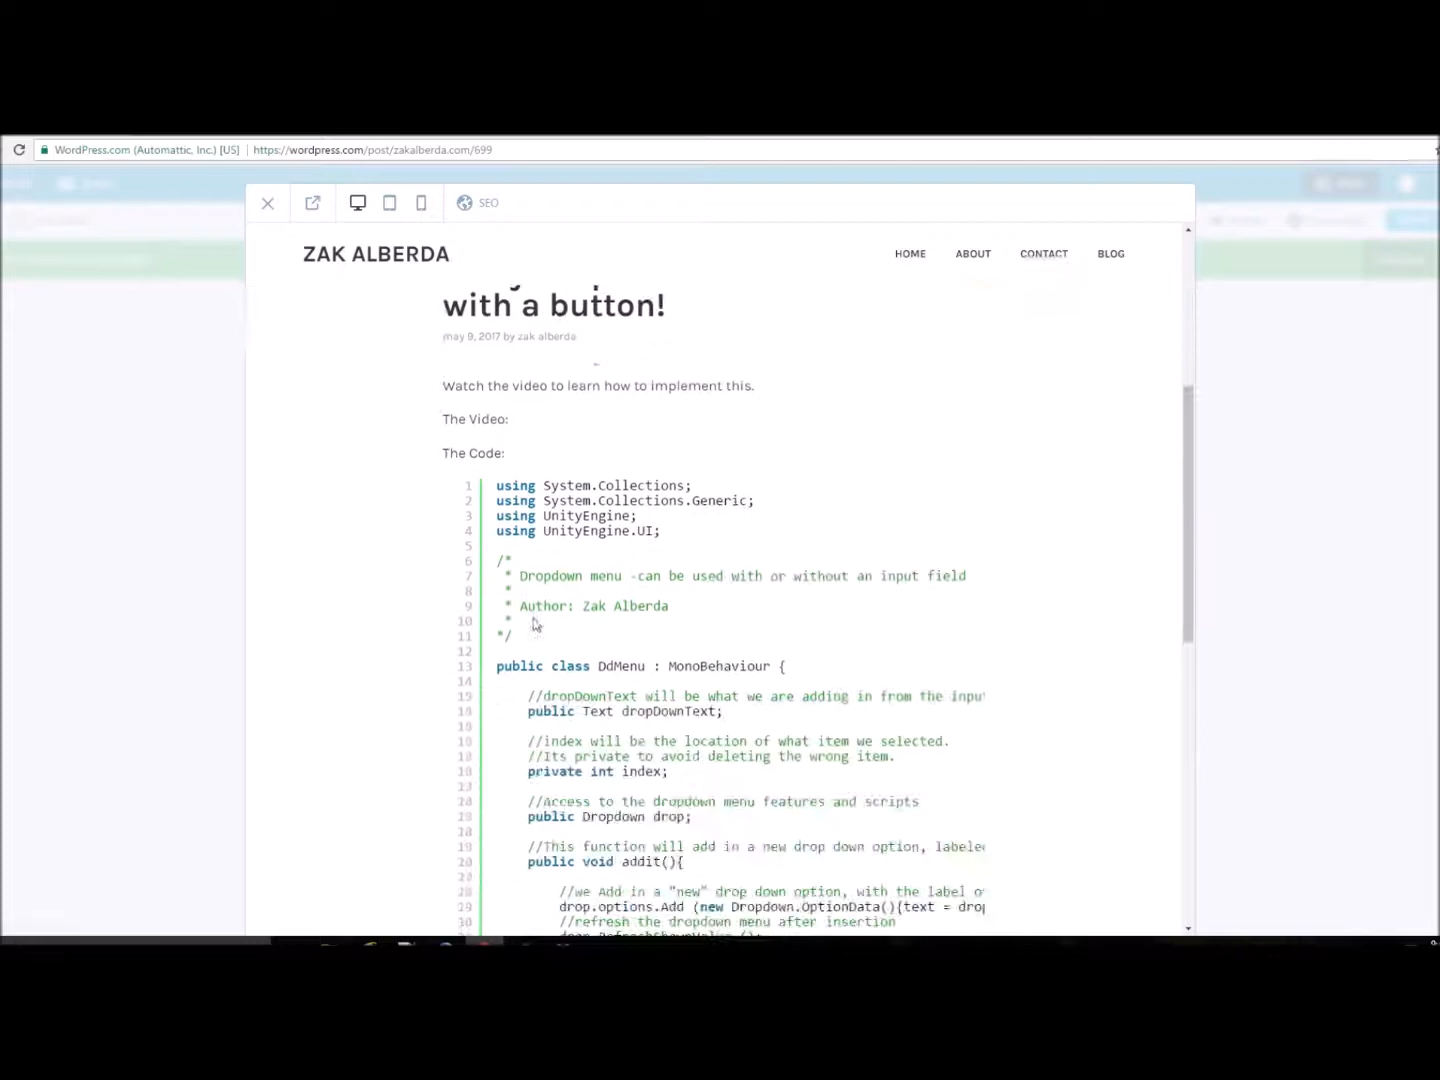 WordPress.com (Automattic, Inc.) [US] https://wordpress.com/post/zakalberda.com/699
SEO
ZAK ALBERDA
HOME ABOUT CONTACT BLOG
with a button!
may 9, 2017 by zak alberda
Watch the video to learn how to implement this.
The Video:
The Code:
1 using System.Collections;
2 using System.Collections.Generic;
3 using UnityEngine;
4 using UnityEngine.UI;
5
6 /*
7 * Dropdown menu -can be used with or without an input field
8 *
9 * Author: Zak Alberda
10 *
11 */
12
13 public class DdMenu : MonoBehaviour {
14
//dropDownText will be what we are adding in from the input
public Text dropDownText;
//index will be the location of what item we selected.
//Its private to avoid deleting the wrong item.
private int index;
//Access to the dropdown menu features and scripts
public Dropdown drop;
//This function will add in a new drop down option, labeled
public void addit(){
//we Add in a "new" drop down option, with the label
drop.options.Add (new Dropdown.OptionData(){text = drop
//refresh the dropdown menu after insertion